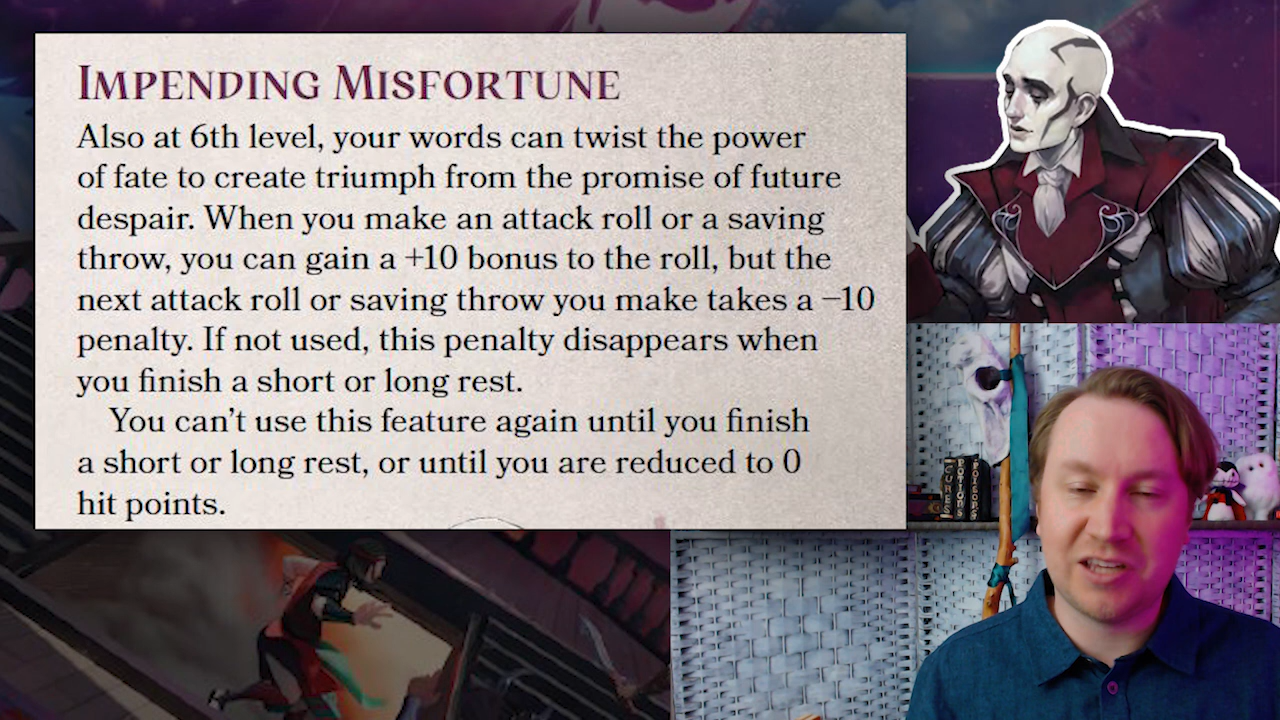 IMPENDING MISFORTUNE
Also at 6th level, your words can twist the power
of fate to create triumph from the promise of future
despair. When you make an attack roll or a saving
throw, you can gain a +10 bonus to the roll, but the
next attack roll or saving throw you make takes a −10
penalty. If not used, this penalty disappears when
you finish a short or long rest.
You can’t use this feature again until you finish
a short or long rest, or until you are reduced to 0
hit points.
CURES
POTIONS
POISONS